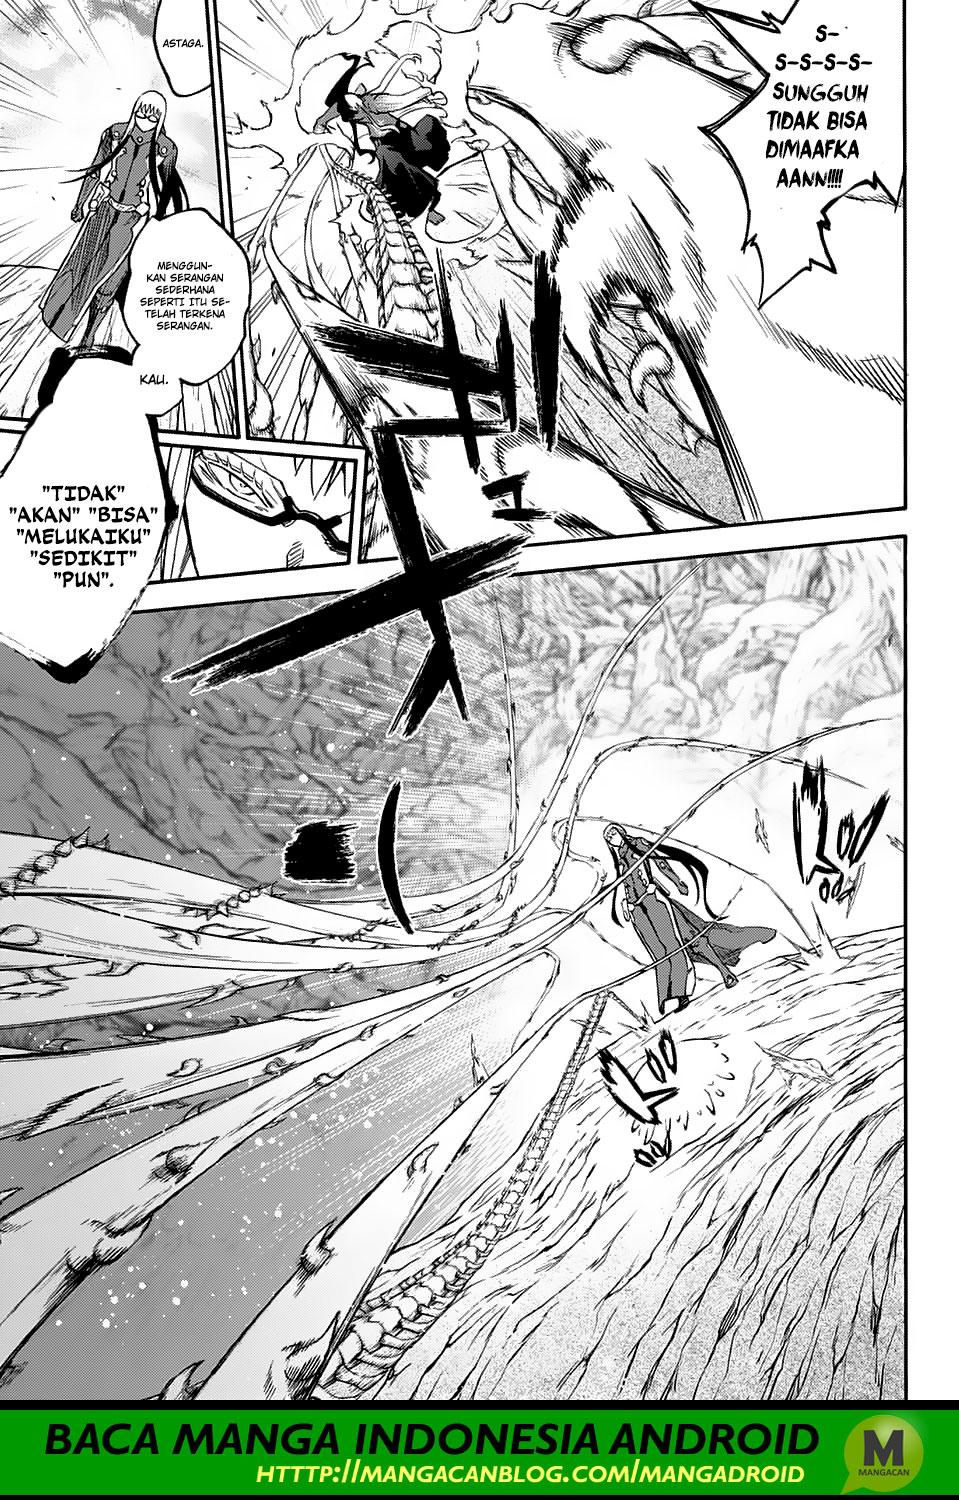 S-
S-S-S-S-
SUNGGUH
TIDAK BISA
DIMAAFKA
AANN!!!!
ASTAGA.
MENGGUN-
KAN SERANGAN
SEDERHANA
SEPERTI ITU SE-
TELAH TERKENA
SERANGAN.
KALI.
"TIDAK"
"AKAN" "BISA"
"MELUKAIKU"
"SEDIKIT"
"PUN".
BACA MANGA INDONESIA ANDROID
HTTTP://MANGACANBLOG.COM/MANGADROID
M
MANGACAN